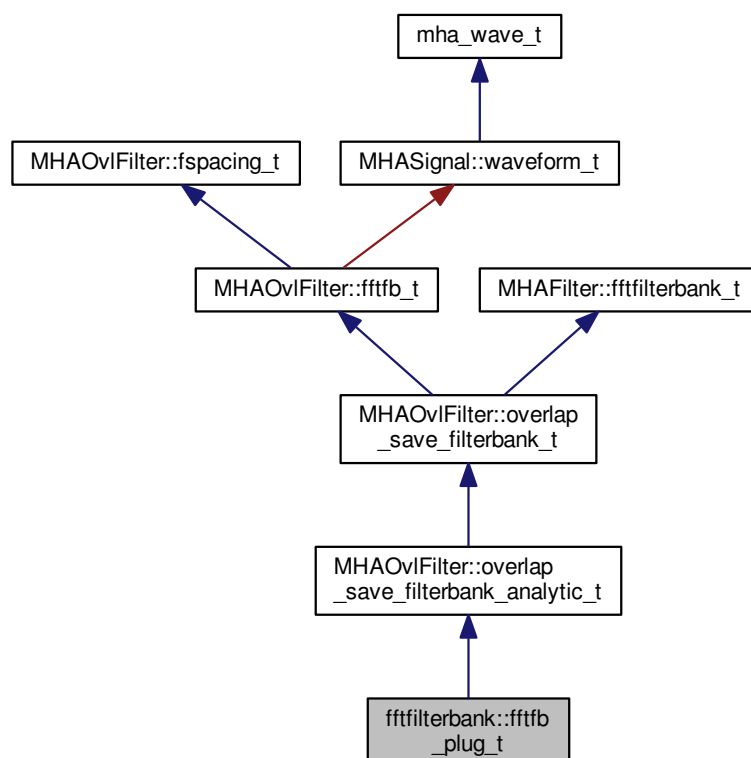 mha_wave_t
MHAOvlFilter::fspacing_t
MHASignal::waveform_t
MHAOvlFilter::fftfb_t
MHAFilter::fftfilterbank_t
MHAOvlFilter::overlap
_save_filterbank_t
MHAOvlFilter::overlap
_save_filterbank_analytic_t
fftfilterbank::fftfb
_plug_t